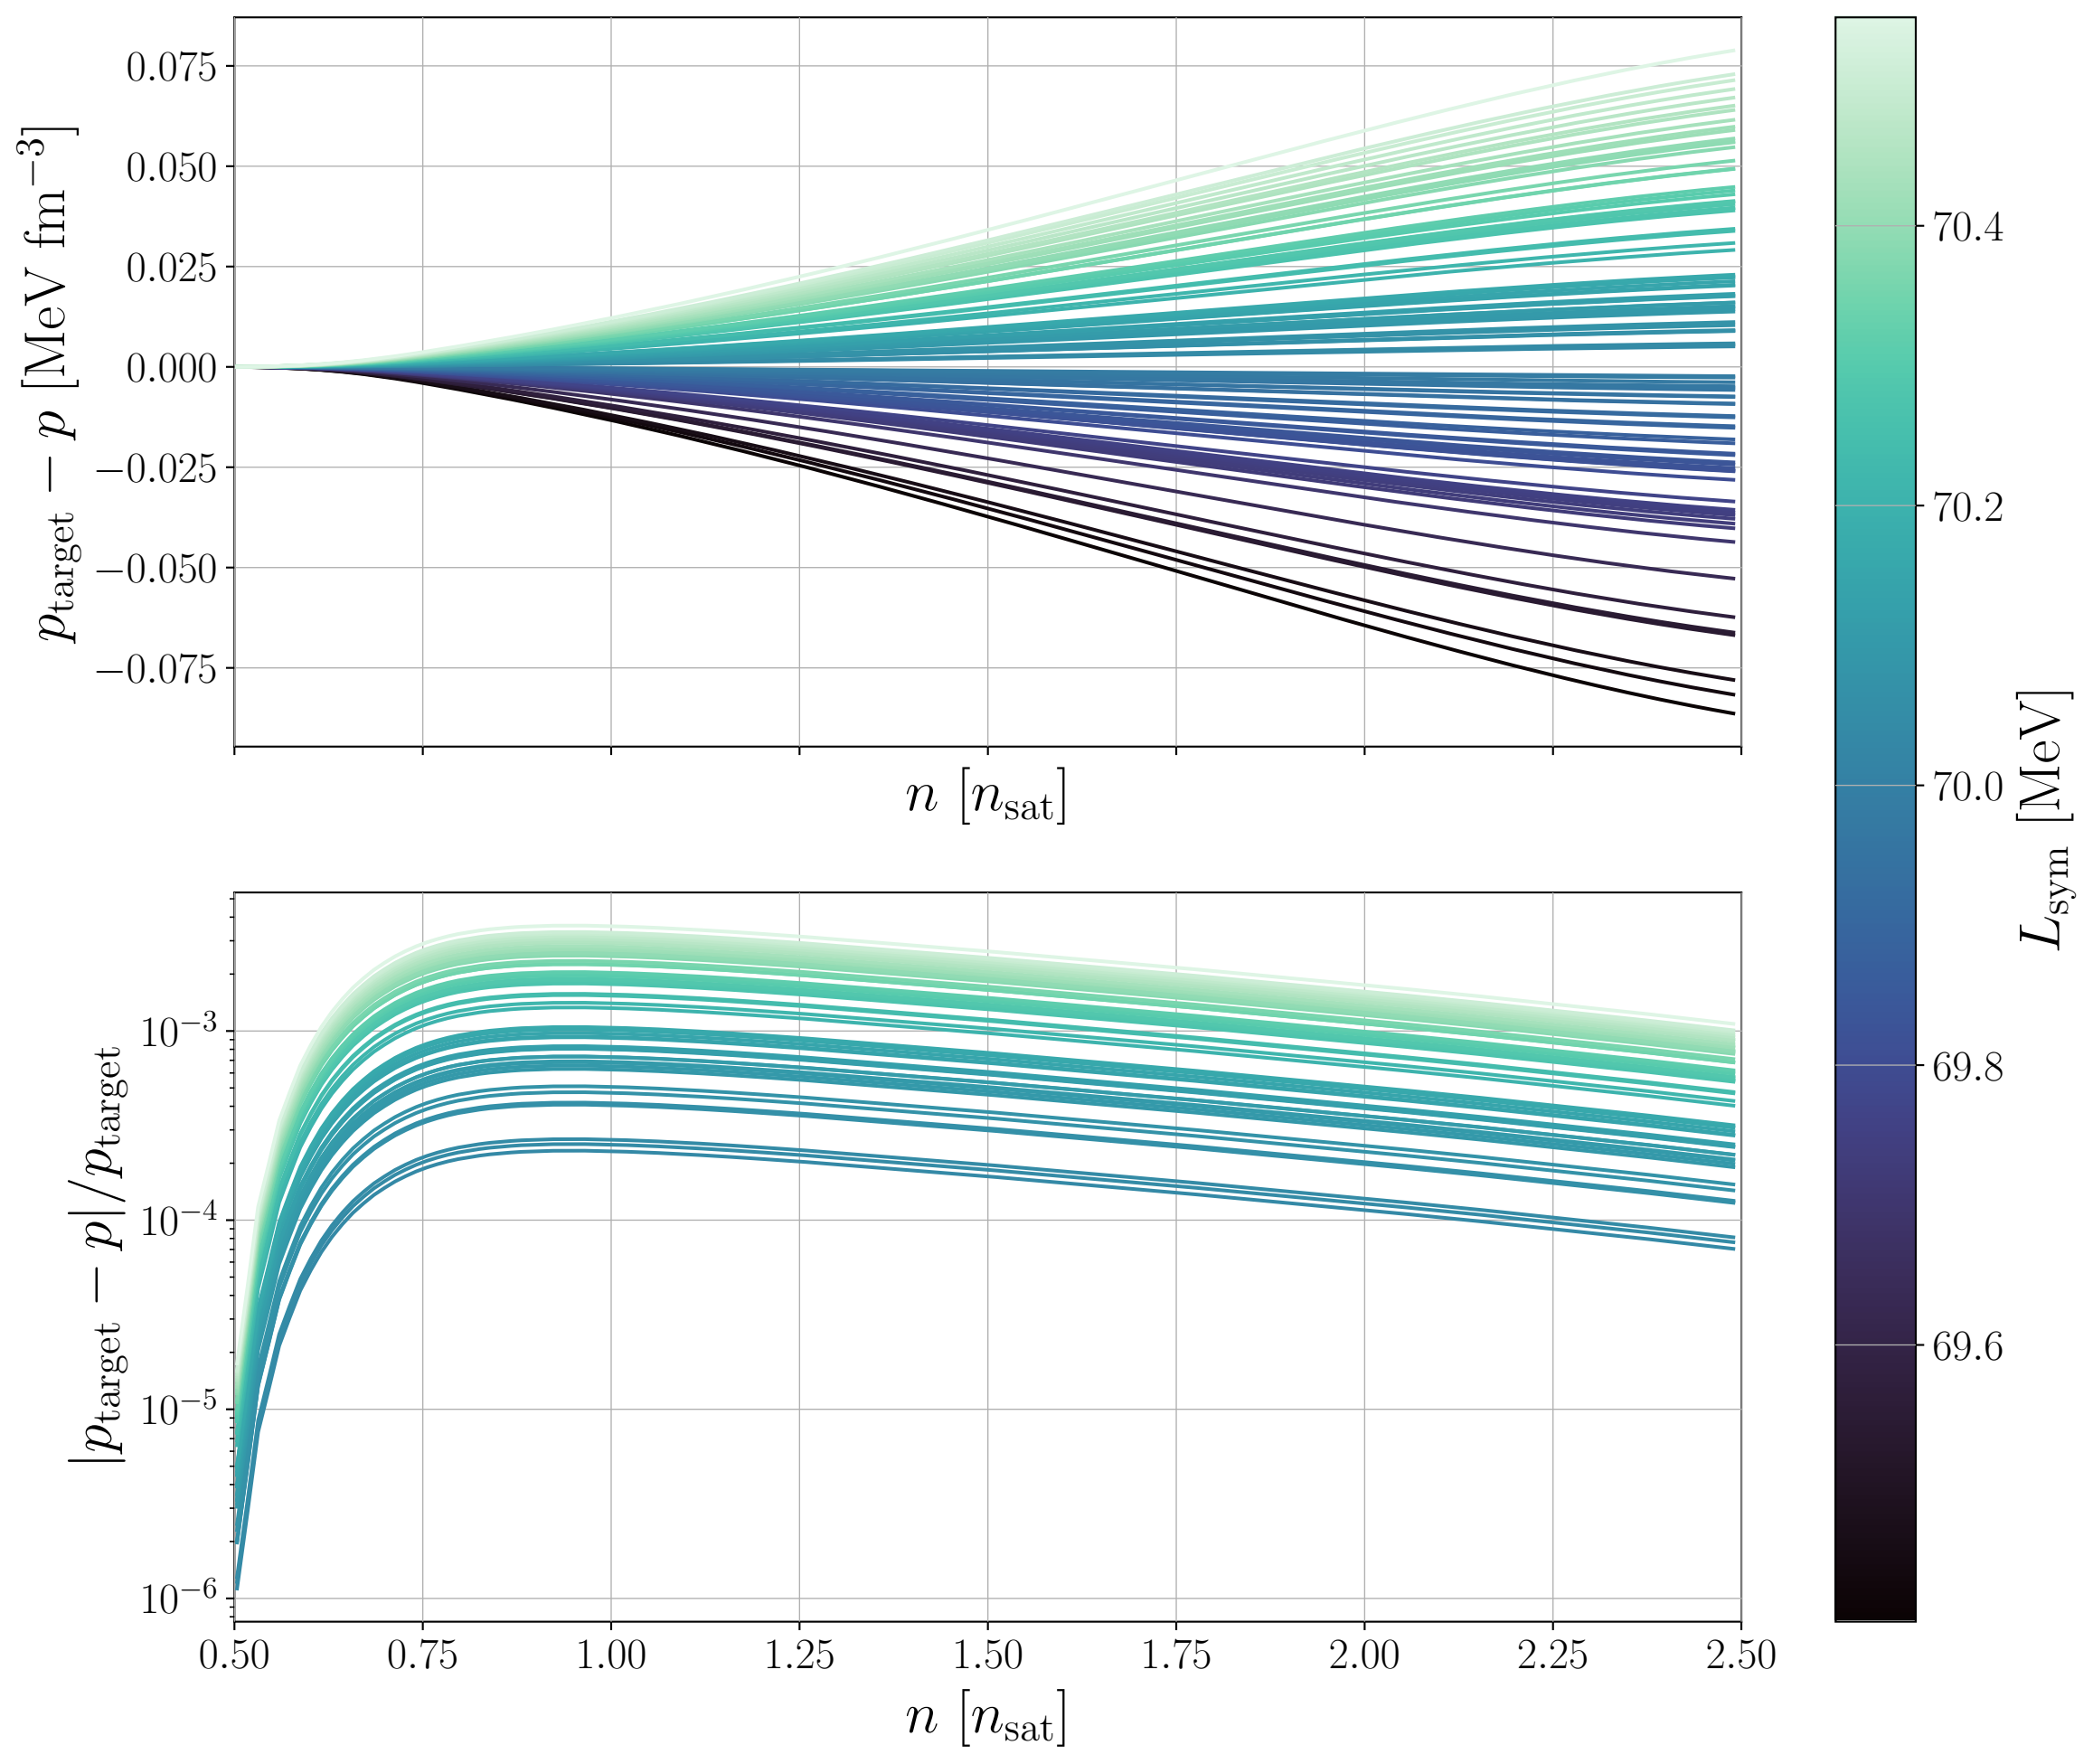 0.075
0.050
0.025
0.000
−0.025
−0.050
−0.075
p_target − p [MeV fm⁻³]
n [n_sat]
10⁻³
10⁻⁴
10⁻⁵
10⁻⁶
|p_target − p|/p_target
0.50 0.75 1.00 1.25 1.50 1.75 2.00 2.25 2.50
n [n_sat]
70.4
70.2
70.0
69.8
69.6
L_sym [MeV]